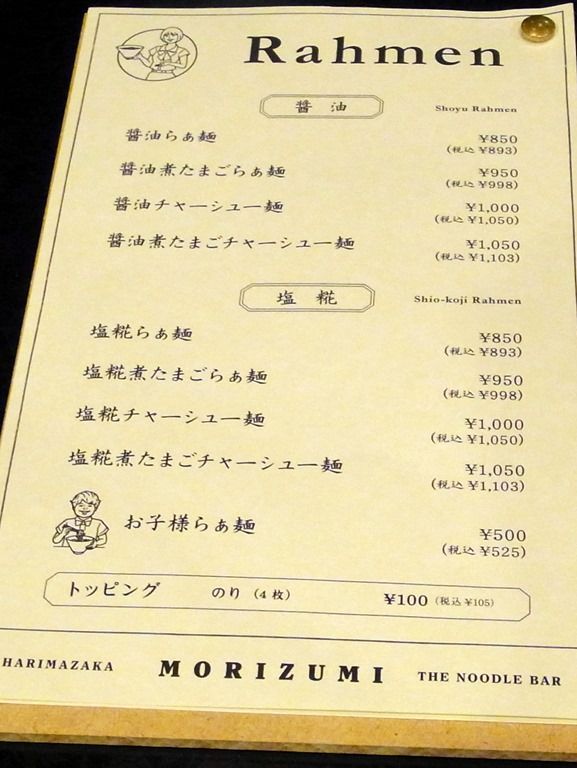 Rahmen
醤油 Shoyu Rahmen
醤油らぁ麺 ¥850
(税込 ¥893)
醤油煮たまごらぁ麺 ¥950
(税込 ¥998)
醤油チャーシュー麺 ¥1,000
(税込 ¥1,050)
醤油煮たまごチャーシュー麺 ¥1,050
(税込 ¥1,103)
塩糀 Shio-koji Rahmen
塩糀らぁ麺 ¥850
(税込 ¥893)
塩糀煮たまごらぁ麺 ¥950
(税込 ¥998)
塩糀チャーシュー麺 ¥1,000
(税込 ¥1,050)
塩糀煮たまごチャーシュー麺 ¥1,050
(税込 ¥1,103)
お子様らぁ麺 ¥500
(税込 ¥525)
トッピング のり (4枚) ¥100 (税込 ¥105)
HARIMAZAKA MORIZUMI THE NOODLE BAR